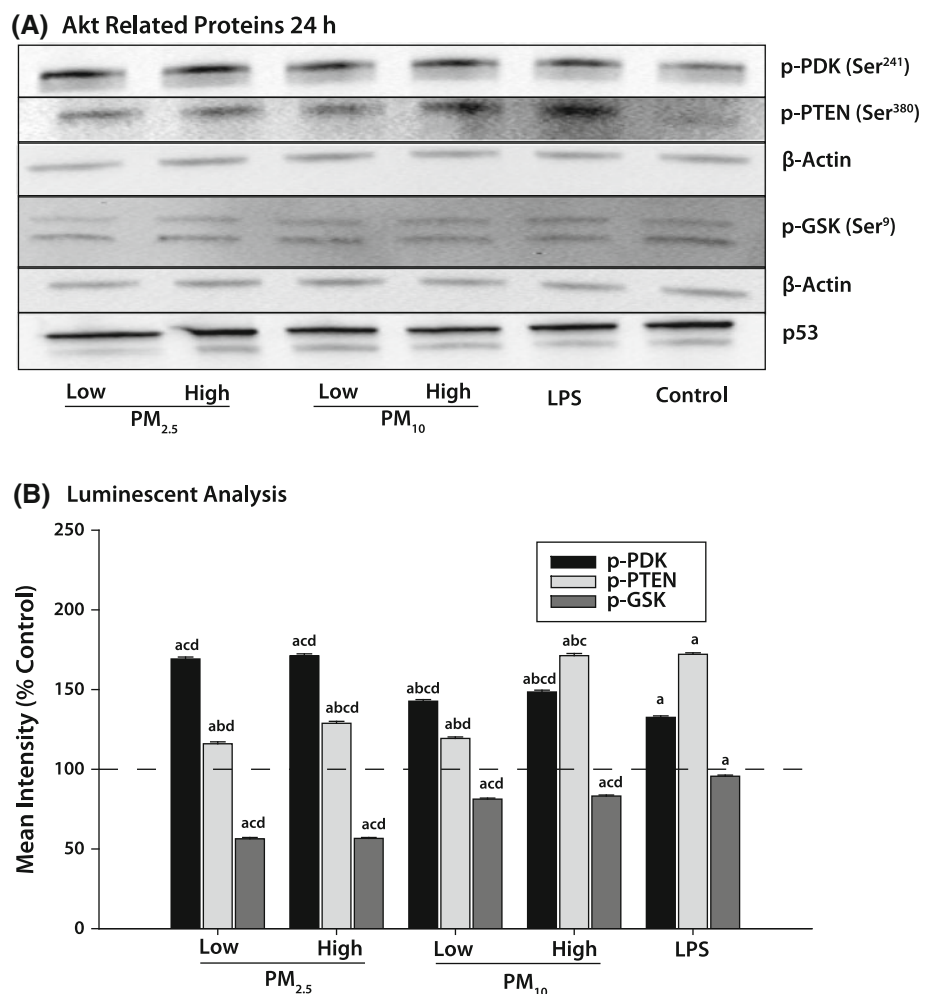 (A) Akt Related Proteins 24 h
p-PDK (Ser²⁴¹)
p-PTEN (Ser³⁸⁰)
β-Actin
p-GSK (Ser⁹)
β-Actin
p53
Low High Low High LPS Control
PM₂.₅ PM₁₀
(B) Luminescent Analysis
Mean Intensity (% Control)
250
200
150
100
50
0
p-PDK
p-PTEN
p-GSK
acd abd acd
acd abd acd
abcd abd acd
abcd abc acd
a a a
Low High Low High LPS
PM₂.₅ PM₁₀